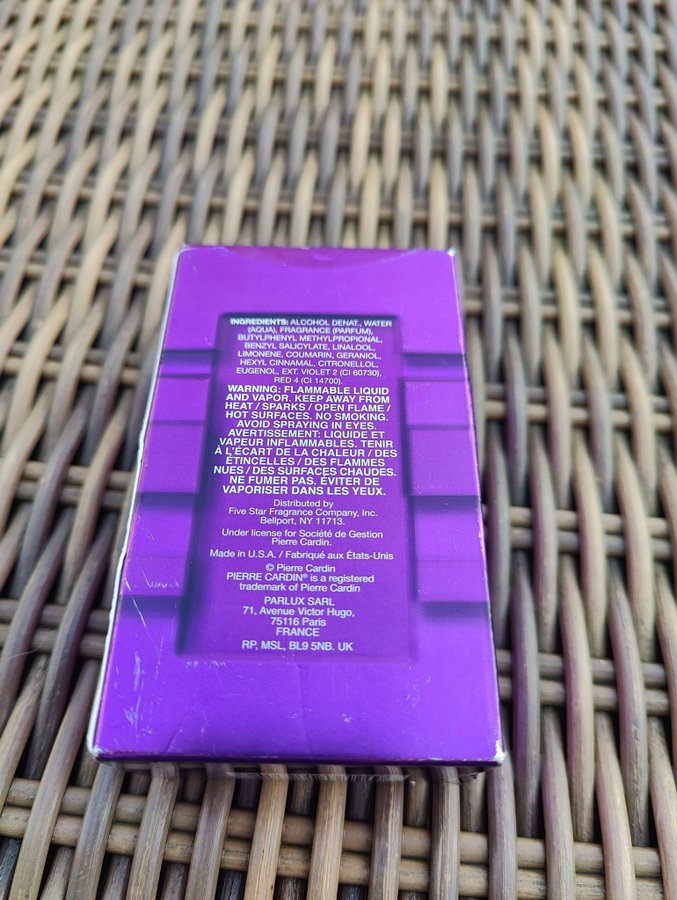 INGREDIENTS: ALCOHOL DENAT., WATER
(AQUA), FRAGRANCE (PARFUM),
BUTYLPHENYL METHYLPROPIONAL,
BENZYL SALICYLATE, LINALOOL,
LIMONENE, COUMARIN, GERANIOL,
HEXYL CINNAMAL, CITRONELLOL,
EUGENOL, EXT. VIOLET 2 (CI 60730),
RED 4 (CI 14700).
WARNING: FLAMMABLE LIQUID
AND VAPOR. KEEP AWAY FROM
HEAT / SPARKS / OPEN FLAME /
HOT SURFACES. NO SMOKING.
AVOID SPRAYING IN EYES.
AVERTISSEMENT: LIQUIDE ET
VAPEUR INFLAMMABLES. TENIR
À L'ÉCART DE LA CHALEUR / DES
ÉTINCELLES / DES FLAMMES
NUES / DES SURFACES CHAUDES.
NE FUMER PAS. ÉVITER DE
VAPORISER DANS LES YEUX.
Distributed by
Five Star Fragrance Company, Inc.
Bellport, NY 11713.
Under license for Société de Gestion
Pierre Cardin.
Made in U.S.A. / Fabriqué aux États-Unis
© Pierre Cardin
PIERRE CARDIN® is a registered
trademark of Pierre Cardin
PARLUX SARL
71, Avenue Victor Hugo,
75116 Paris
FRANCE
RP, MSL, BL9 5NB. UK